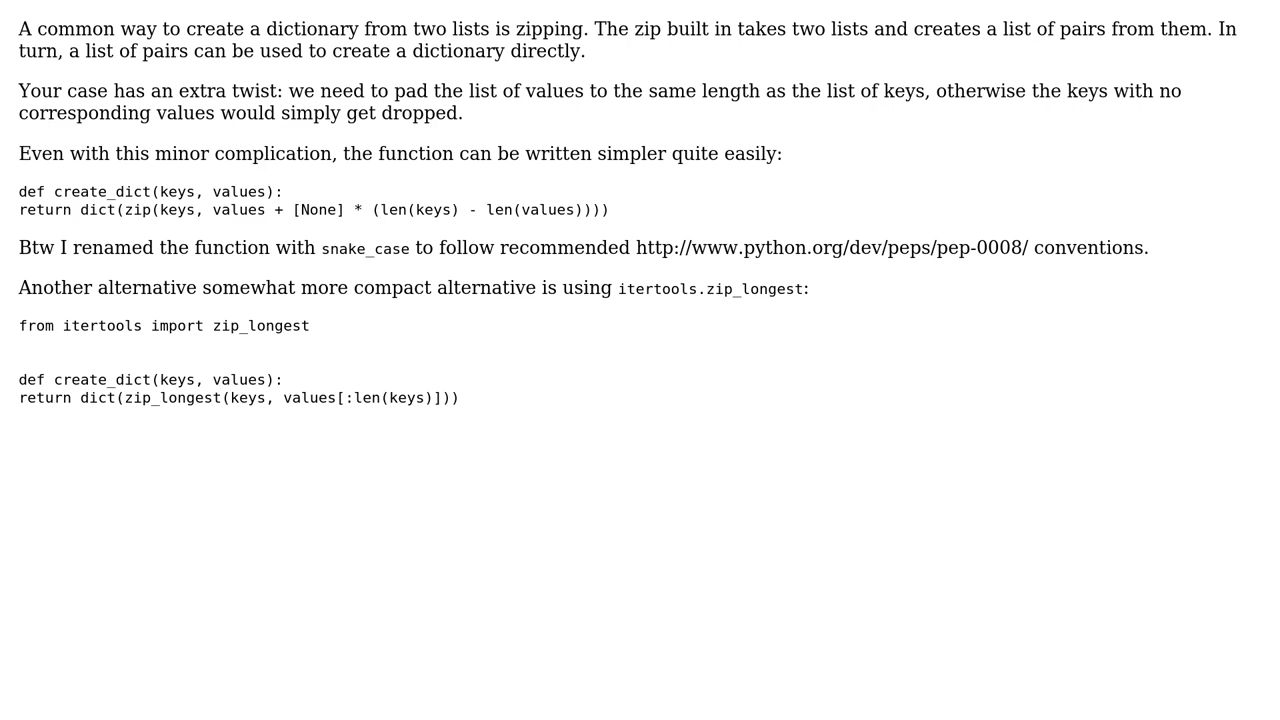 A common way to create a dictionary from two lists is zipping. The zip built in takes two lists and creates a list of pairs from them. In
turn, a list of pairs can be used to create a dictionary directly.
Your case has an extra twist: we need to pad the list of values to the same length as the list of keys, otherwise the keys with no
corresponding values would simply get dropped.
Even with this minor complication, the function can be written simpler quite easily:
def create_dict(keys, values):
return dict(zip(keys, values + [None] * (len(keys) - len(values))))
Btw I renamed the function with snake_case to follow recommended http://www.python.org/dev/peps/pep-0008/ conventions.
Another alternative somewhat more compact alternative is using itertools.zip_longest:
from itertools import zip_longest
def create_dict(keys, values):
return dict(zip_longest(keys, values[:len(keys)]))